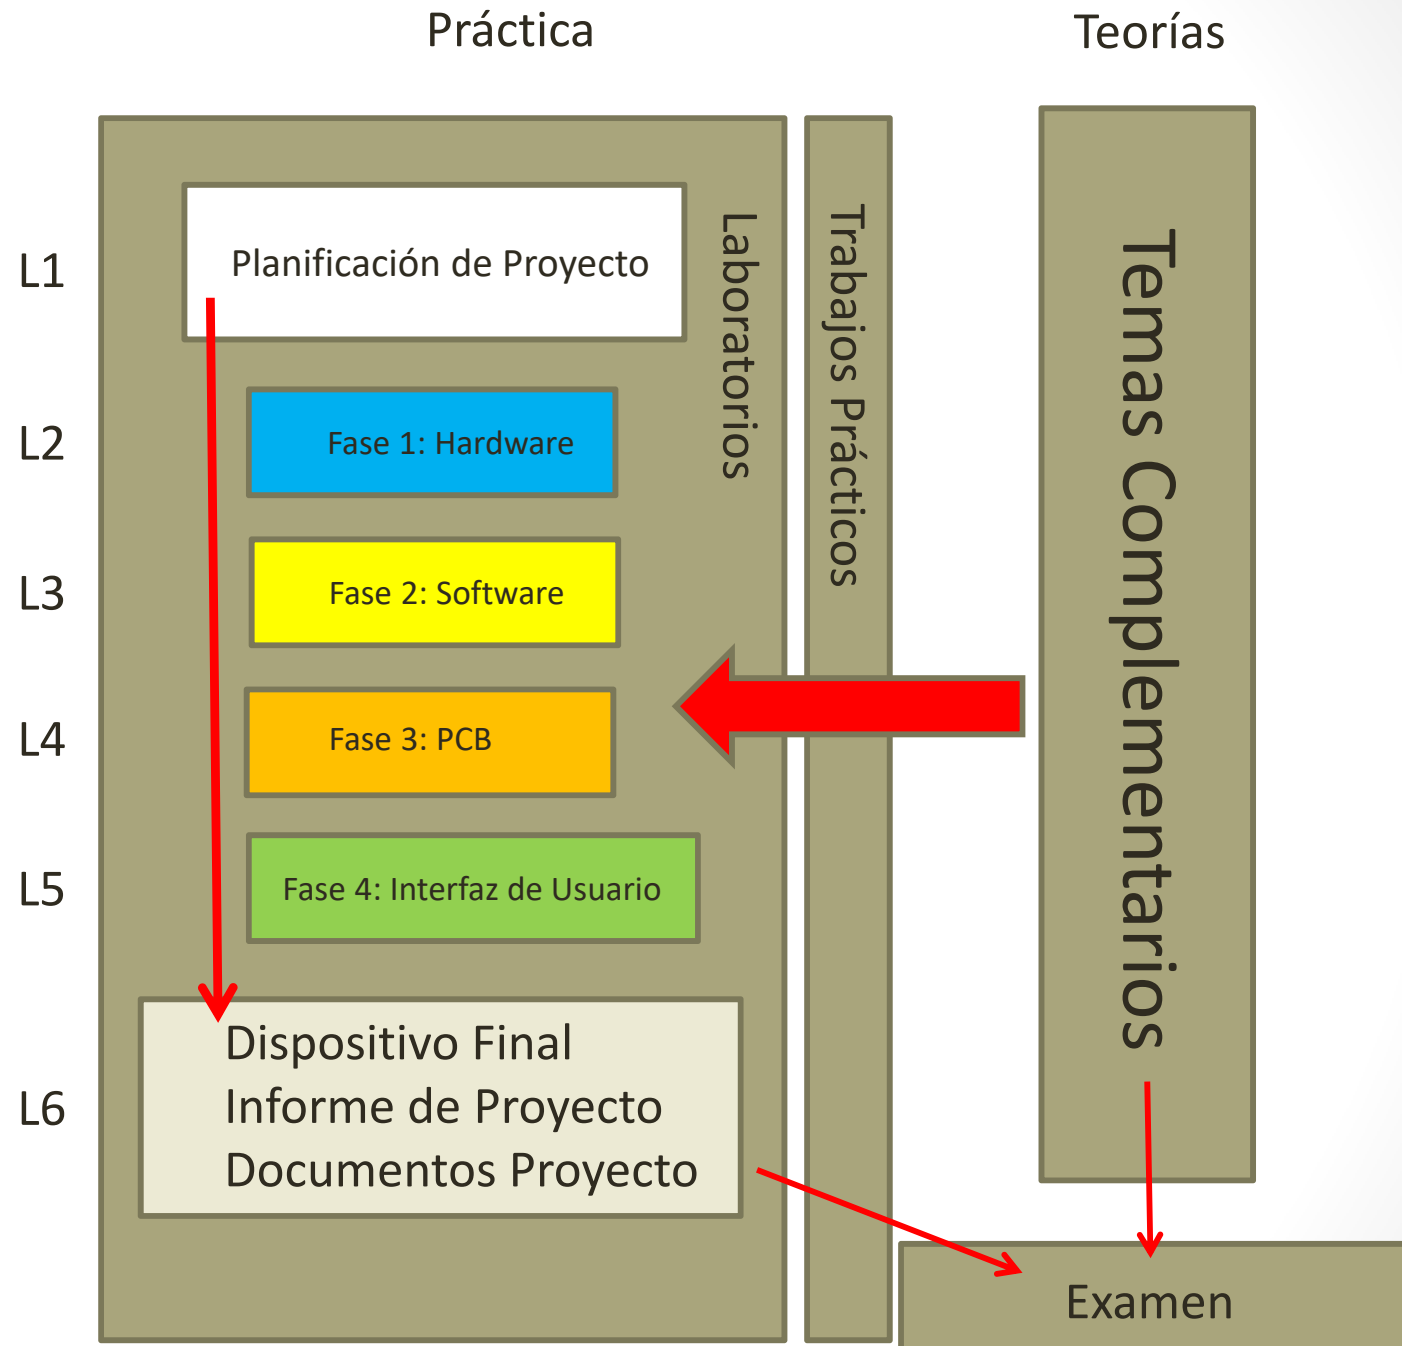 Práctica
Teorías
L1
Planificación de Proyecto
Laboratorios
Trabajos Prácticos
Temas Complementarios
L2
Fase 1: Hardware
L3
Fase 2: Software
L4
Fase 3: PCB
L5
Fase 4: Interfaz de Usuario
L6
Dispositivo Final
Informe de Proyecto
Documentos Proyecto
Examen